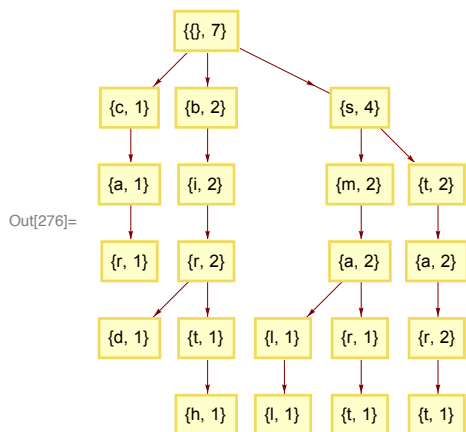 {{}, 7}
{c, 1} {b, 2} {s, 4}
{a, 1} {i, 2} {m, 2} {t, 2}
Out[276]=
{r, 1} {r, 2} {a, 2} {a, 2}
{d, 1} {t, 1} {l, 1} {r, 1} {r, 2}
{h, 1} {l, 1} {t, 1} {t, 1}